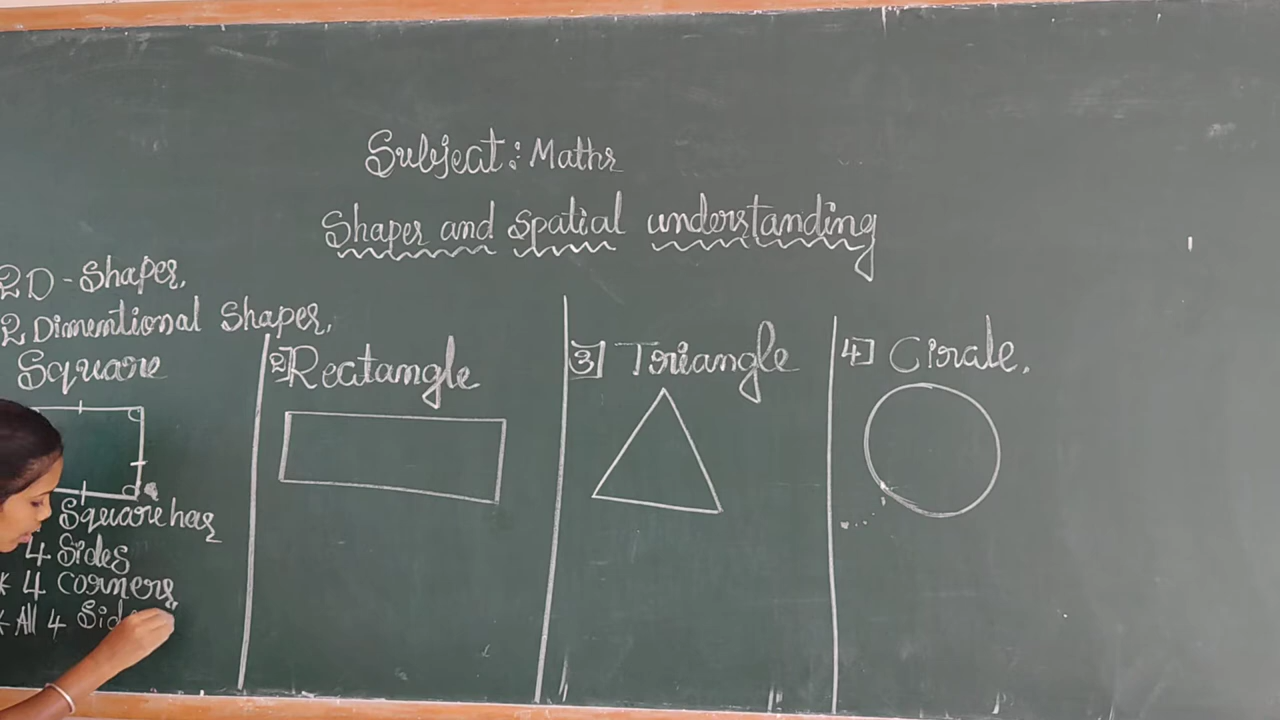 Subject: Maths
Shapes and spatial understanding
2D - Shapes.
2 Dimentional Shapes.
Square
2 Rectangle
3 Triangle
4 Circle.
Square has
4 Sides
* 4 corners
* All 4 Sides